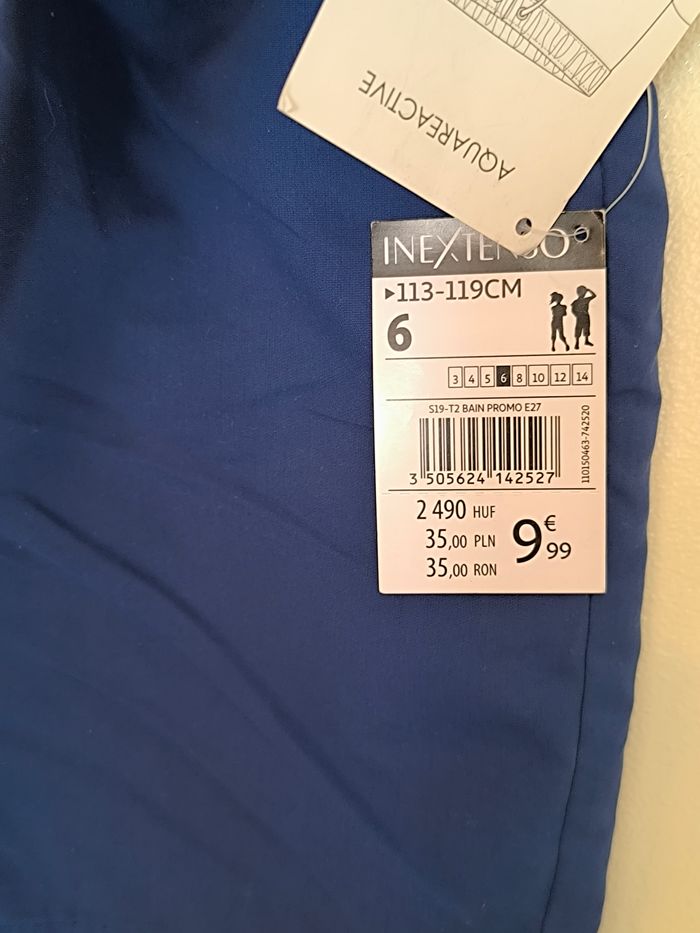 AQUAREACTIVE
INEXTENSO
▸113-119CM
6
3 4 5 6 8 10 12 14
S19-T2 BAIN PROMO E27
110150463-742520
3 505624 142527
2 490 HUF
35,00 PLN
35,00 RON
9€99